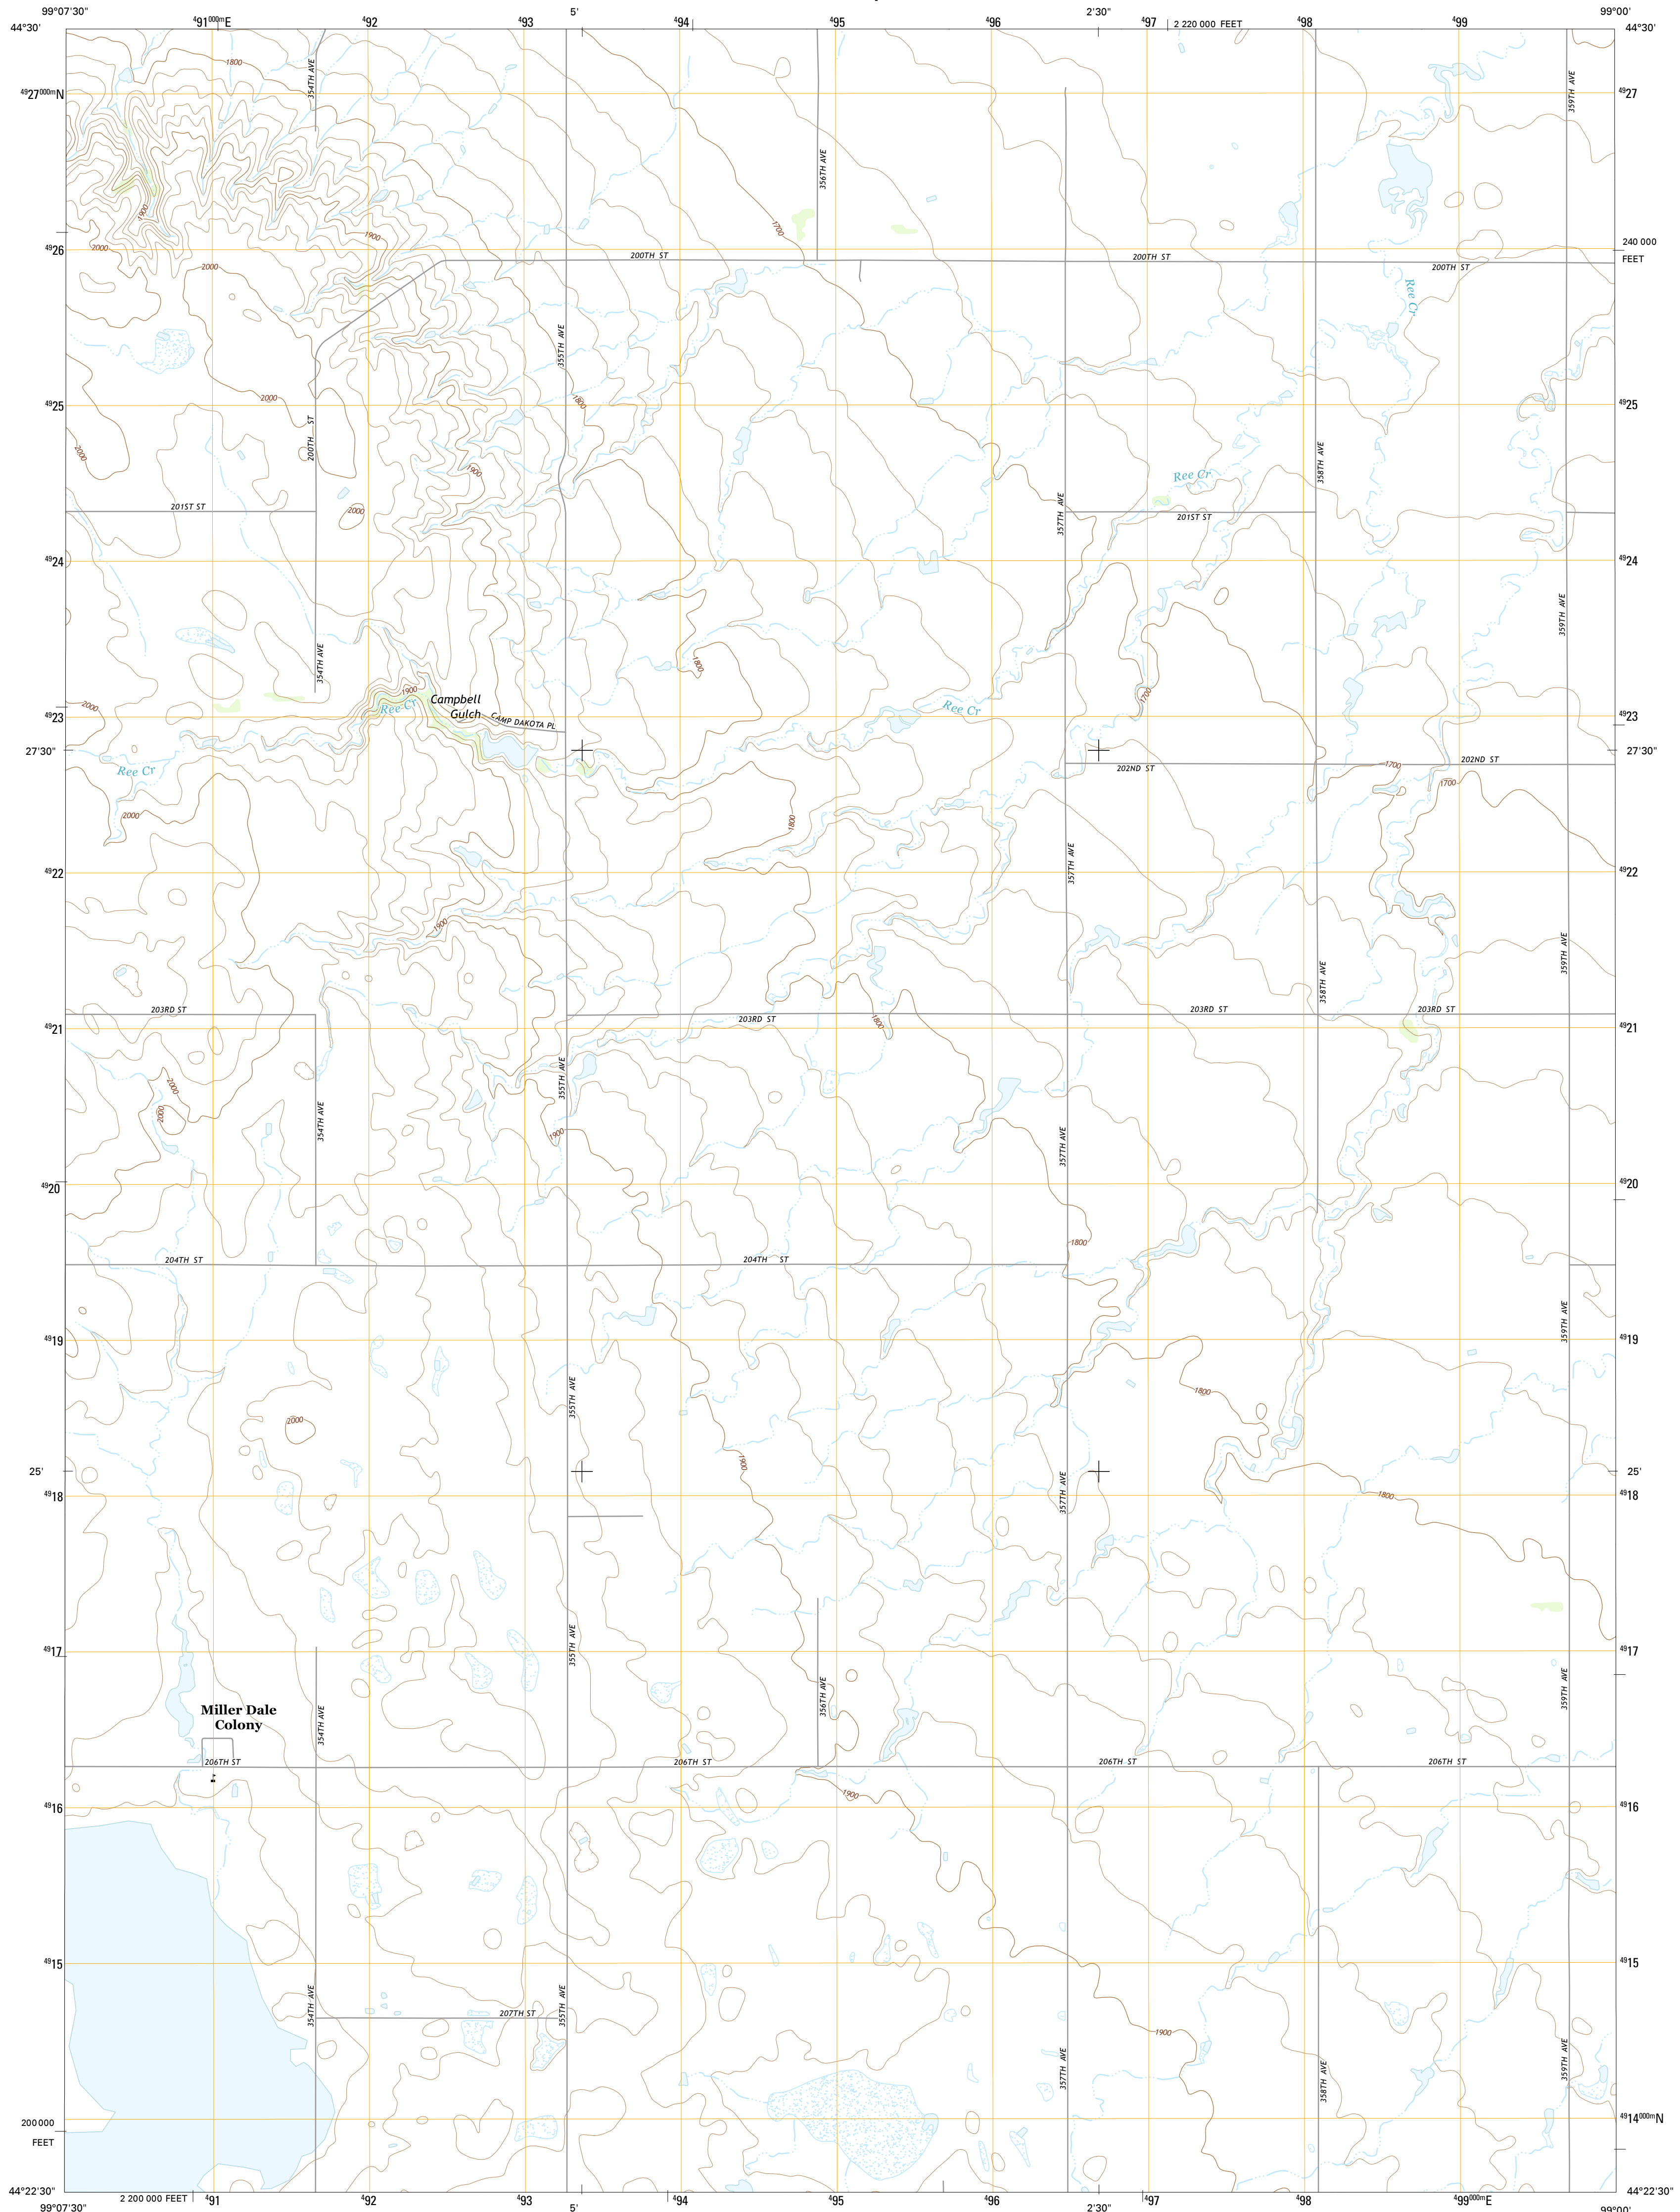 99°07'30"
⁴91⁰⁰⁰ᵐE
⁴92
⁴93
5'
⁴94
⁴95
⁴96
2'30"
⁴97
2 220 000 FEET
⁴98
⁴99
99°00'
44°30'
44°30'
1800
354TH AVE
359TH AVE
⁴⁹27⁰⁰⁰ᵐN
⁴⁹27
356TH AVE
1900
1700
1900
2000
⁴⁹26
⁴⁹26
240 000
FEET
200TH ST
200TH ST
200TH ST
2000
Ree Cr
355TH AVE
2000
1800
⁴⁹25
⁴⁹25
200TH ST
2000
1900
358TH AVE
Ree Cr
201ST ST
2000
357TH AVE
201ST ST
⁴⁹24
⁴⁹24
359TH AVE
354TH AVE
1800
1900
Campbell
Gulch
Ree Cr
CAMP DAKOTA PL
2000
1700
Ree Cr
⁴⁹23
⁴⁹23
27'30"
27'30"
Ree Cr
202ND ST
1700
202ND ST
1700
2000
1800
357TH AVE
⁴⁹22
⁴⁹22
1900
359TH AVE
358TH AVE
203RD ST
203RD ST
1800
203RD ST
203RD ST
⁴⁹21
⁴⁹21
355TH AVE
2000
2000
354TH AVE
1900
357TH AVE
⁴⁹20
⁴⁹20
1800
204TH ST
204TH ST
359TH AVE
⁴⁹19
⁴⁹19
355TH AVE
1800
2000
1900
25'
25'
357TH AVE
1800
⁴⁹18
⁴⁹18
355TH AVE
⁴⁹17
⁴⁹17
356TH AVE
359TH AVE
Miller Dale
Colony
354TH AVE
206TH ST
206TH ST
206TH ST
206TH ST
1900
⁴⁹16
⁴⁹16
⁴⁹15
⁴⁹15
354TH AVE
207TH ST
355TH AVE
1900
357TH AVE
358TH AVE
359TH AVE
200 000
FEET
⁴⁹14⁰⁰⁰ᵐN
44°22'30"
44°22'30"
99°07'30"
2 200 000 FEET
⁴91
⁴92
⁴93
5'
⁴94
⁴95
⁴96
2'30"
⁴97
⁴98
⁴99⁰⁰⁰ᵐE
99°00'